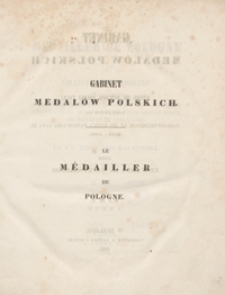 GABINET
MEDALÓW POLSKICH.
LE
MÉDAILLER
DE
POLOGNE.